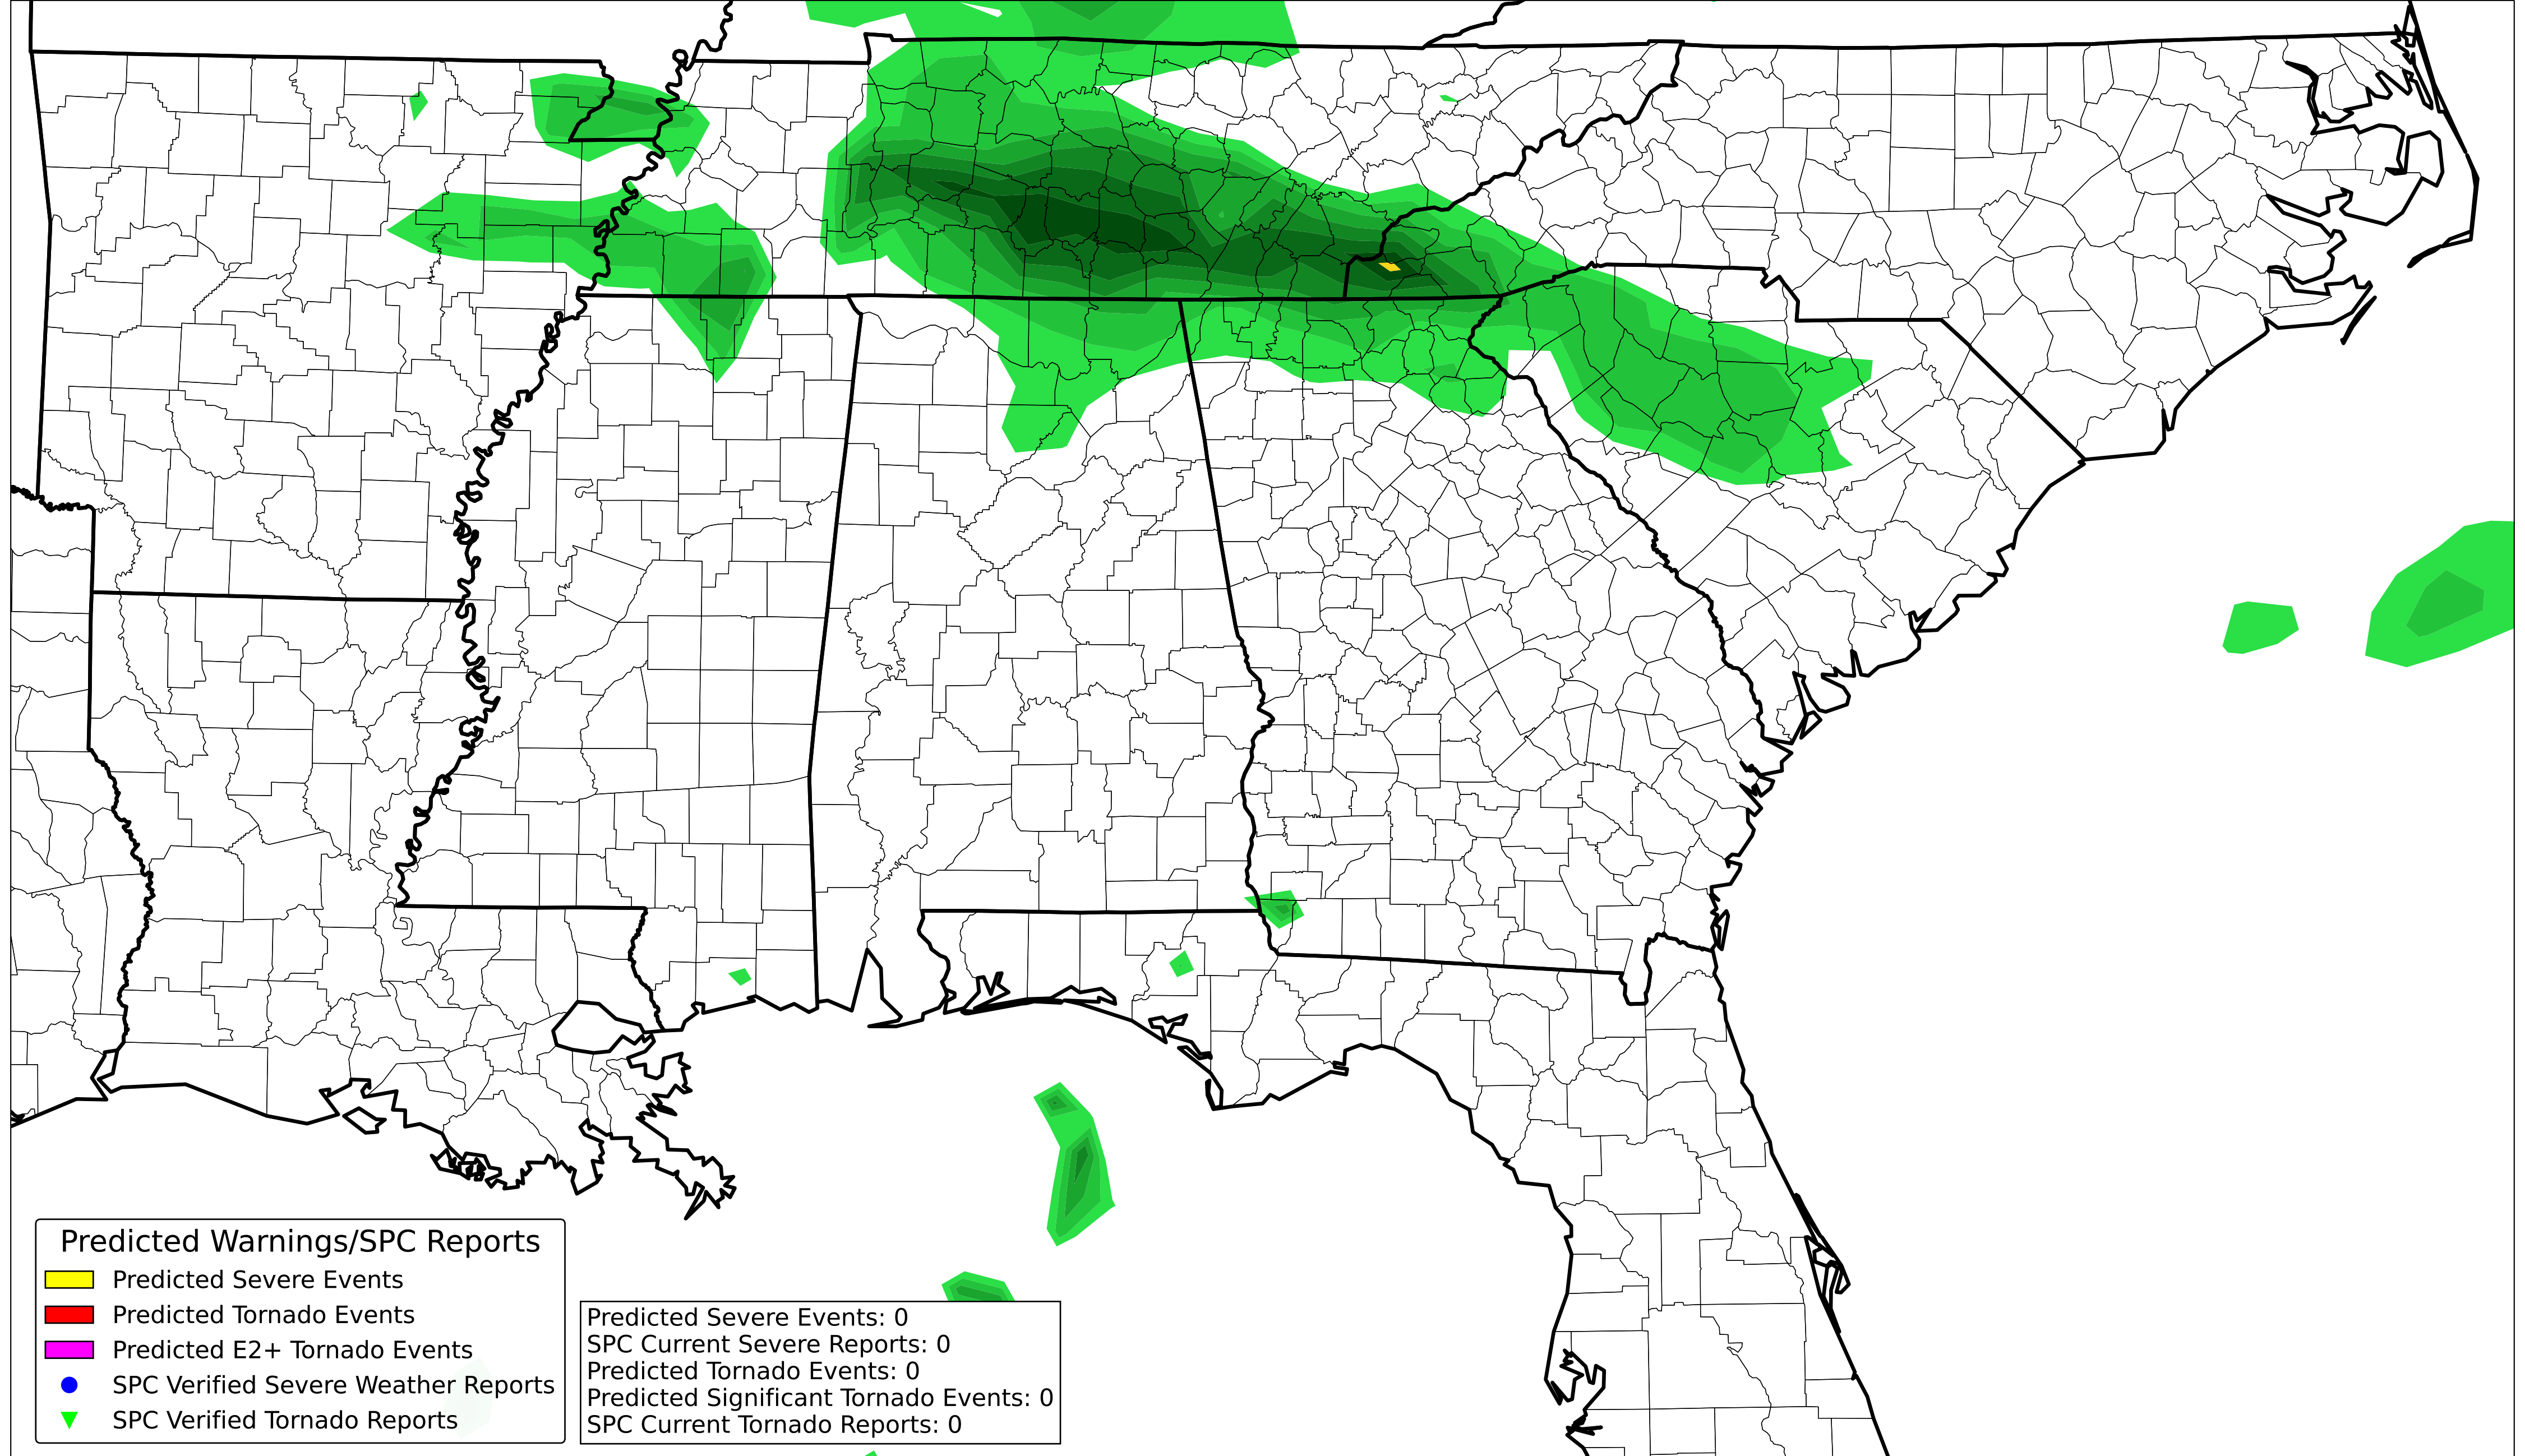 Predicted Warnings/SPC Reports
Predicted Severe Events
Predicted Tornado Events
Predicted E2+ Tornado Events
SPC Verified Severe Weather Reports
SPC Verified Tornado Reports
Predicted Severe Events: 0
SPC Current Severe Reports: 0
Predicted Tornado Events: 0
Predicted Significant Tornado Events: 0
SPC Current Tornado Reports: 0